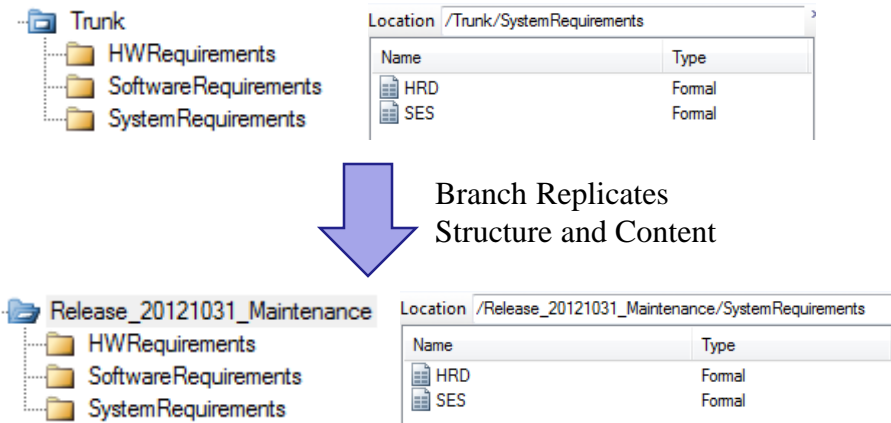 Trunk
HWRequirements
SoftwareRequirements
SystemRequirements
Location /Trunk/SystemRequirements
Name Type
HRD Formal
SES Formal
Branch Replicates
Structure and Content
Release_20121031_Maintenance
HWRequirements
SoftwareRequirements
SystemRequirements
Location /Release_20121031_Maintenance/SystemRequirements
Name Type
HRD Formal
SES Formal